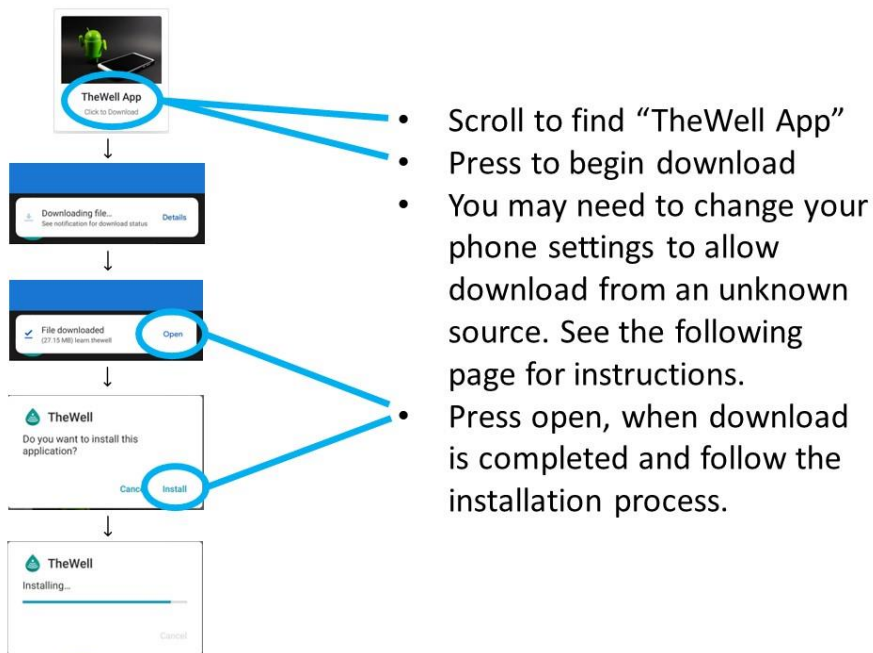 TheWell App
Click to Download
Downloading file...
See notification for download status
Details
File downloaded
(27.15 MB) learn thewell
Open
TheWell
Do you want to install this
application?
Install
TheWell
Installing...
Cancel
• Scroll to find “TheWell App”
• Press to begin download
• You may need to change your
phone settings to allow
download from an unknown
source. See the following
page for instructions.
• Press open, when download
is completed and follow the
installation process.